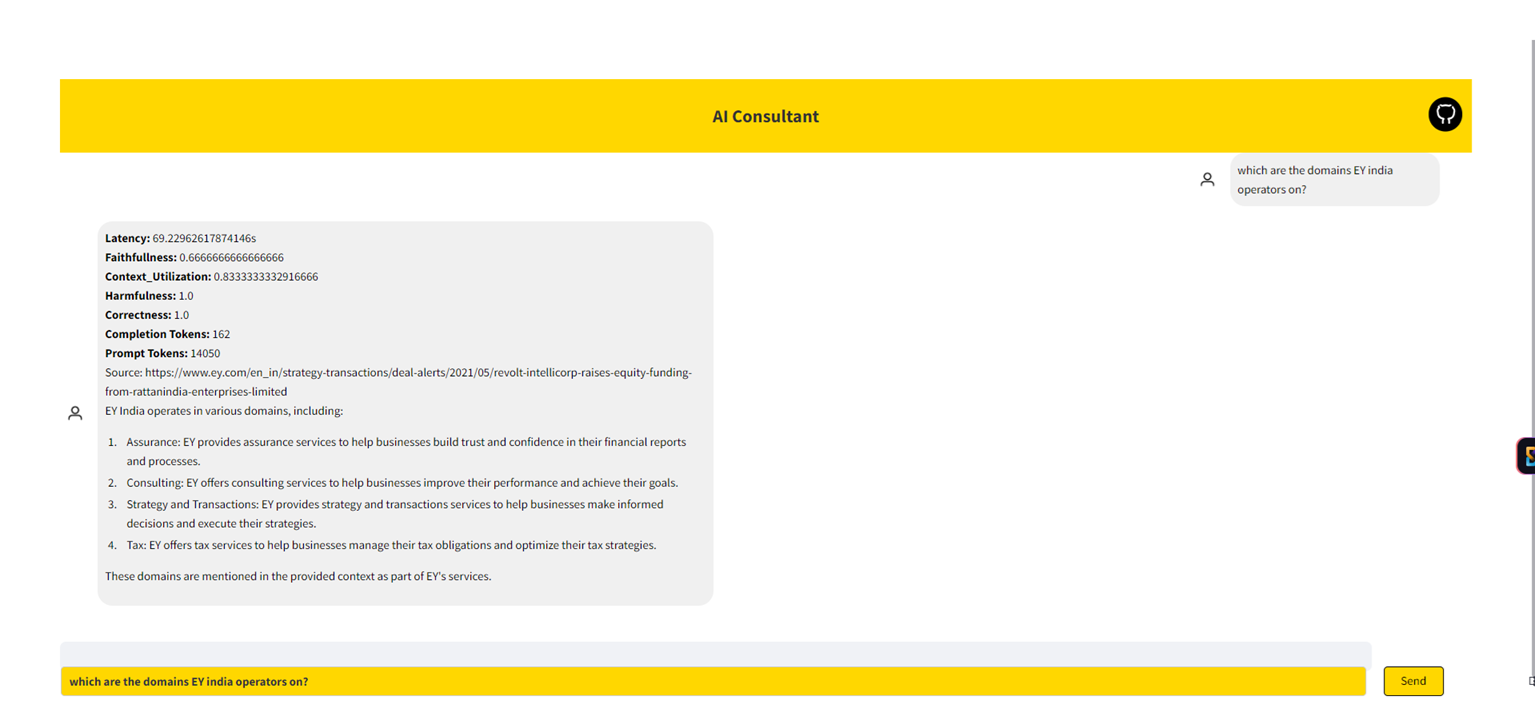 AI Consultant
which are the domains EY india
operators on?
Latency: 69.22962617874146s
Faithfullness: 0.6666666666666666
Context_Utilization: 0.8333333332916666
Harmfulness: 1.0
Correctness: 1.0
Completion Tokens: 162
Prompt Tokens: 14050
Source: https://www.ey.com/en_in/strategy-transactions/deal-alerts/2021/05/revolt-intellicorp-raises-equity-funding-
from-rattanindia-enterprises-limited
EY India operates in various domains, including:
1. Assurance: EY provides assurance services to help businesses build trust and confidence in their financial reports
and processes.
2. Consulting: EY offers consulting services to help businesses improve their performance and achieve their goals.
3. Strategy and Transactions: EY provides strategy and transactions services to help businesses make informed
decisions and execute their strategies.
4. Tax: EY offers tax services to help businesses manage their tax obligations and optimize their tax strategies.
These domains are mentioned in the provided context as part of EY's services.
which are the domains EY india operators on?
Send